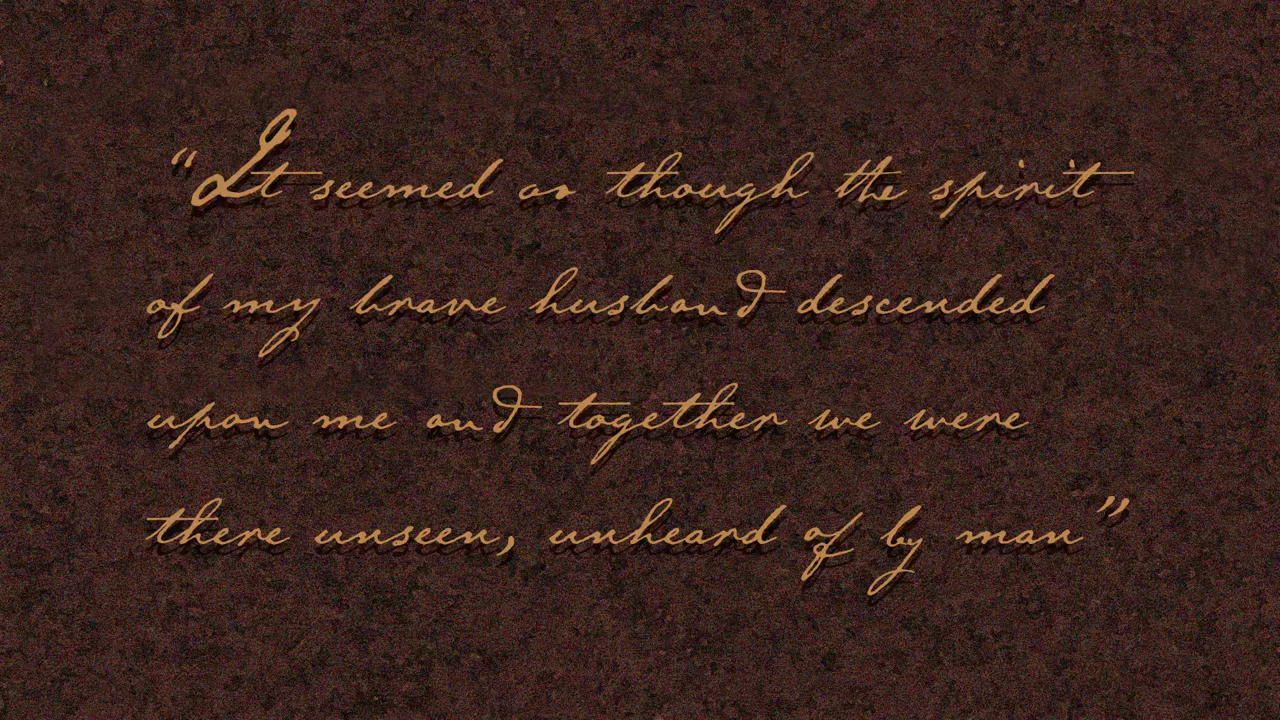 “It seemed as though the spirit
of my brave husband descended
upon me and together we were
there unseen, unheard of by man”